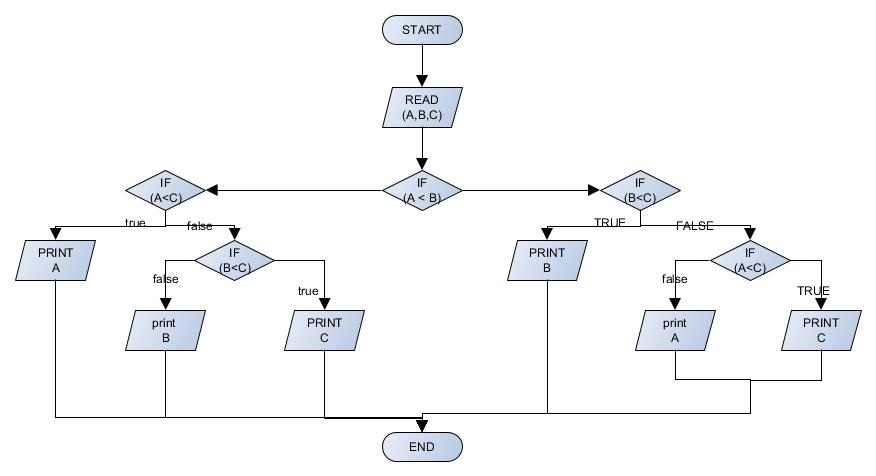 START
READ
(A,B,C)
IF
(A<C)
IF
(A < B)
IF
(B<C)
true
false
TRUE
FALSE
PRINT
A
IF
(B<C)
PRINT
B
IF
(A<C)
false
true
false
TRUE
print
B
PRINT
C
print
A
PRINT
C
END